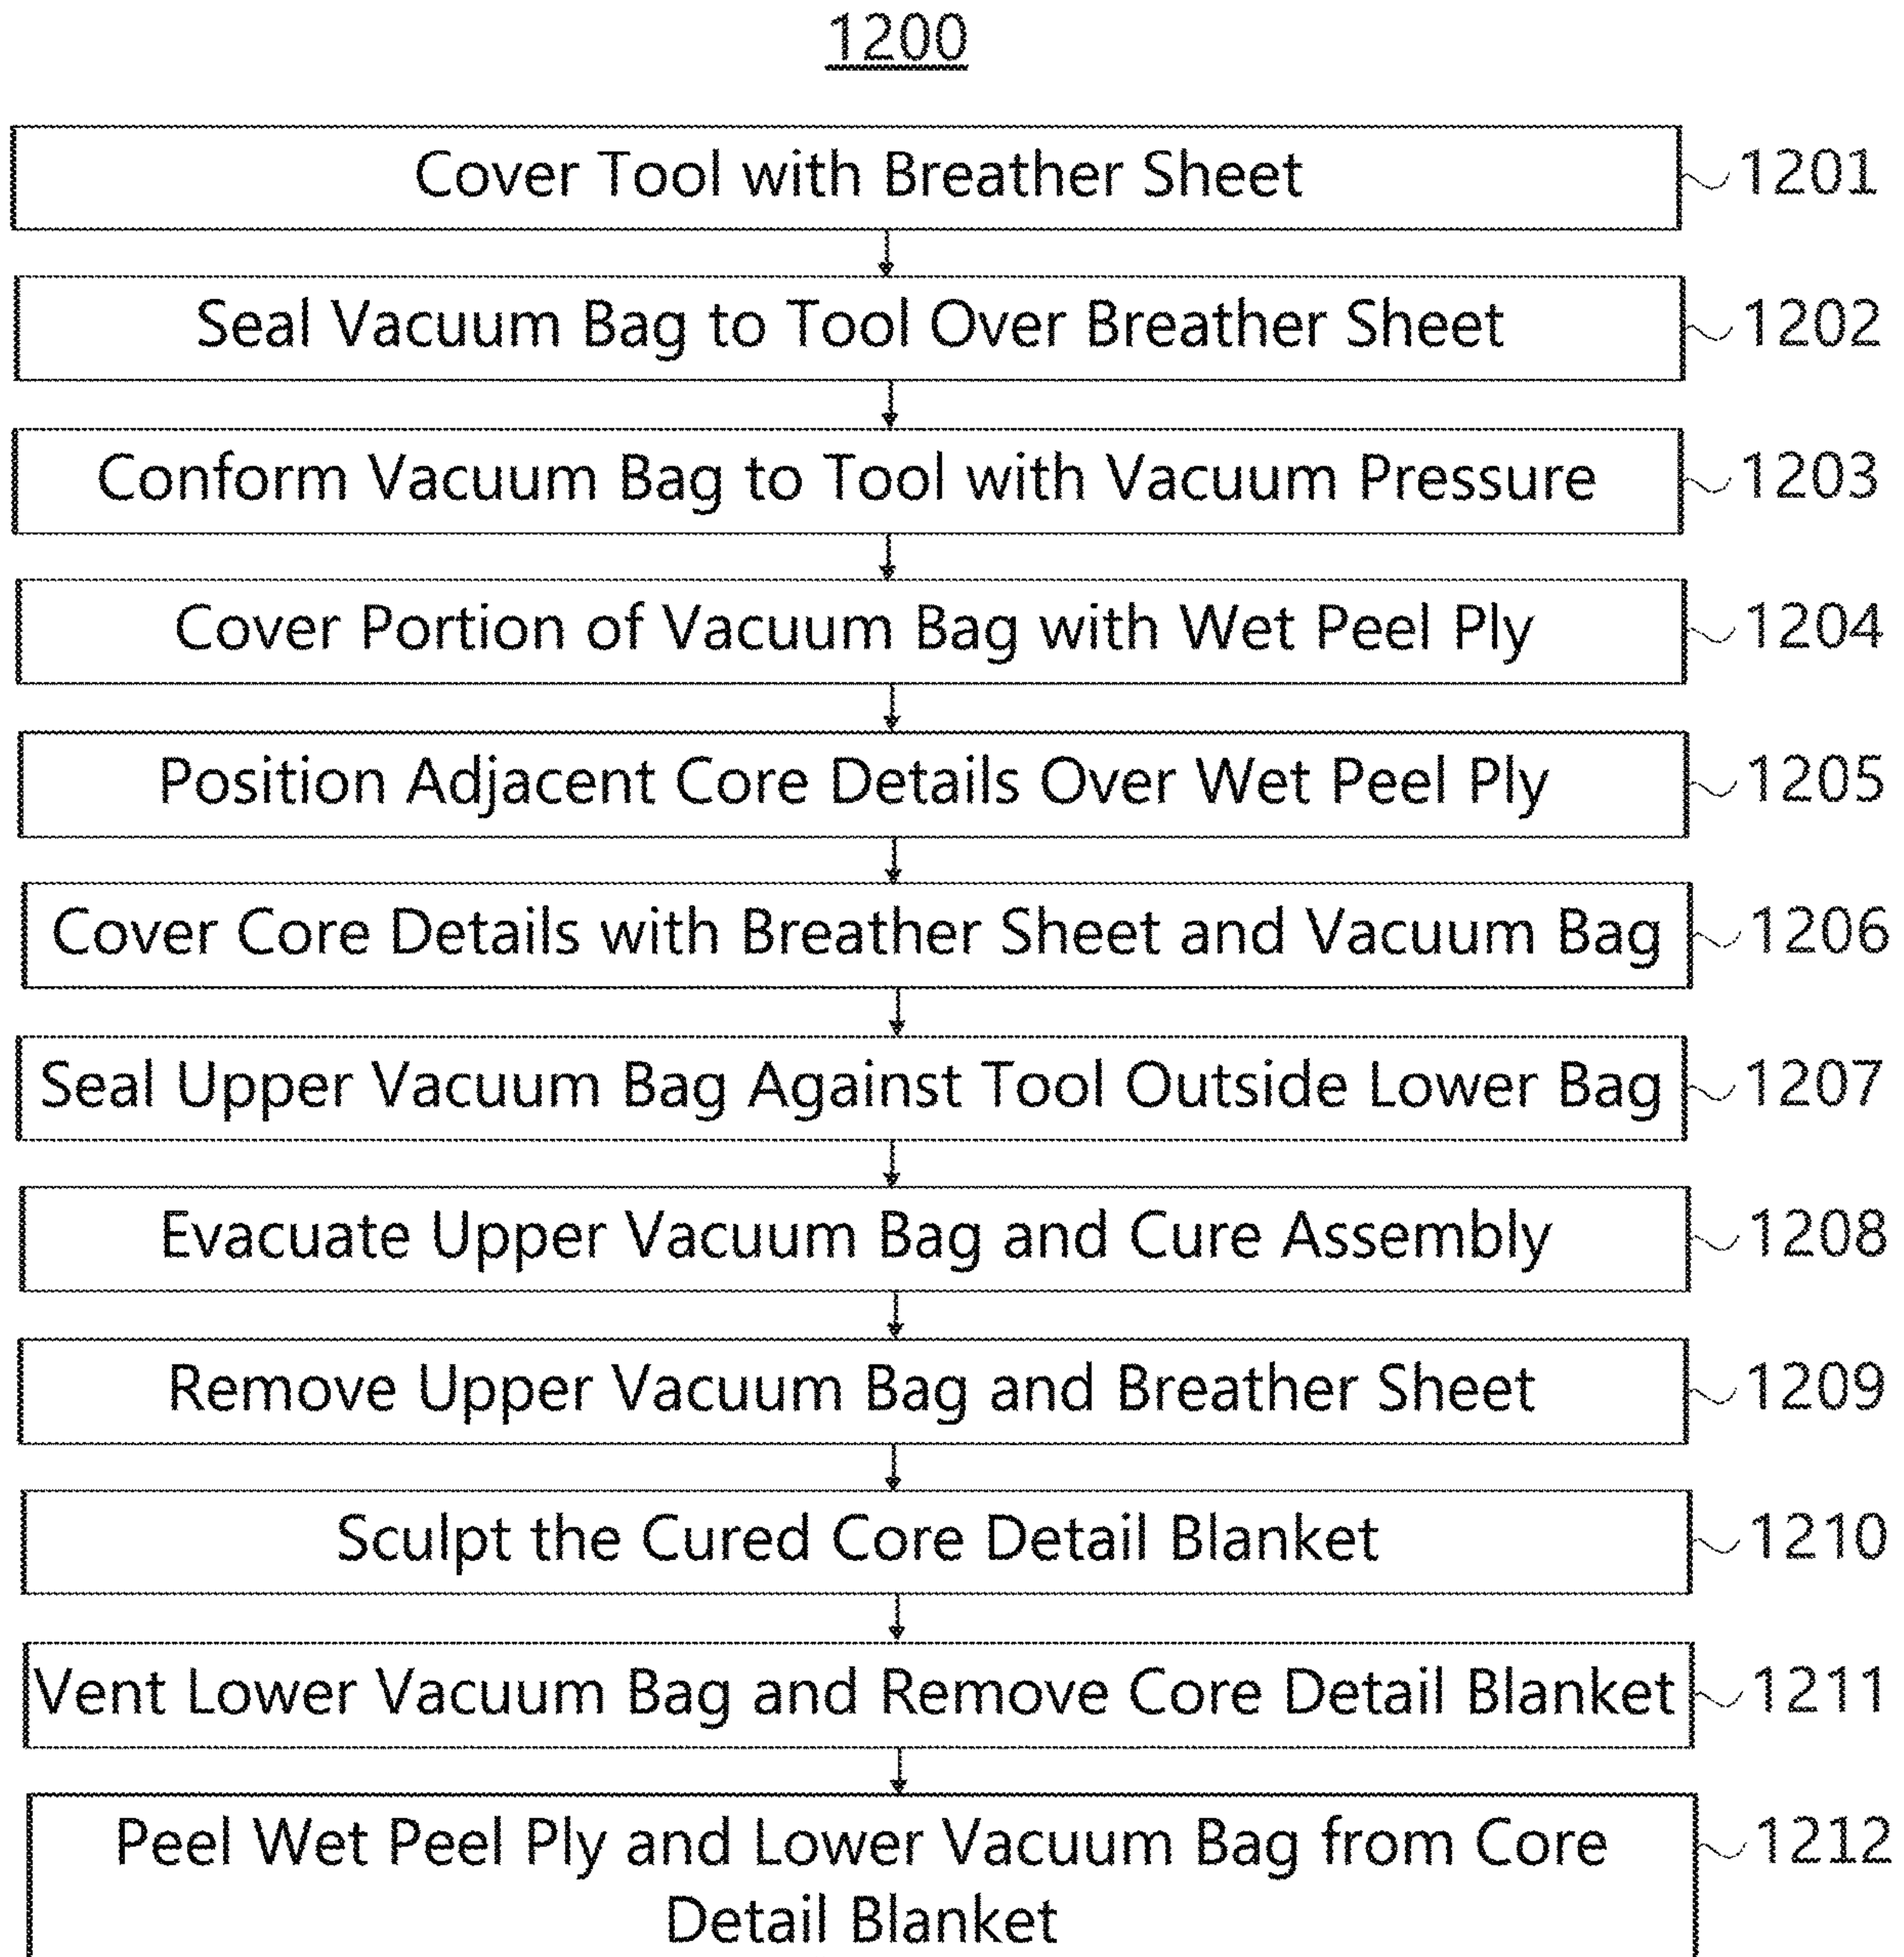 1200
Cover Tool with Breather Sheet 1201
Seal Vacuum Bag to Tool Over Breather Sheet 1202
Conform Vacuum Bag to Tool with Vacuum Pressure 1203
Cover Portion of Vacuum Bag with Wet Peel Ply 1204
Position Adjacent Core Details Over Wet Peel Ply 1205
Cover Core Details with Breather Sheet and Vacuum Bag 1206
Seal Upper Vacuum Bag Against Tool Outside Lower Bag 1207
Evacuate Upper Vacuum Bag and Cure Assembly 1208
Remove Upper Vacuum Bag and Breather Sheet 1209
Sculpt the Cured Core Detail Blanket 1210
Vent Lower Vacuum Bag and Remove Core Detail Blanket 1211
Peel Wet Peel Ply and Lower Vacuum Bag from Core 1212
Detail Blanket